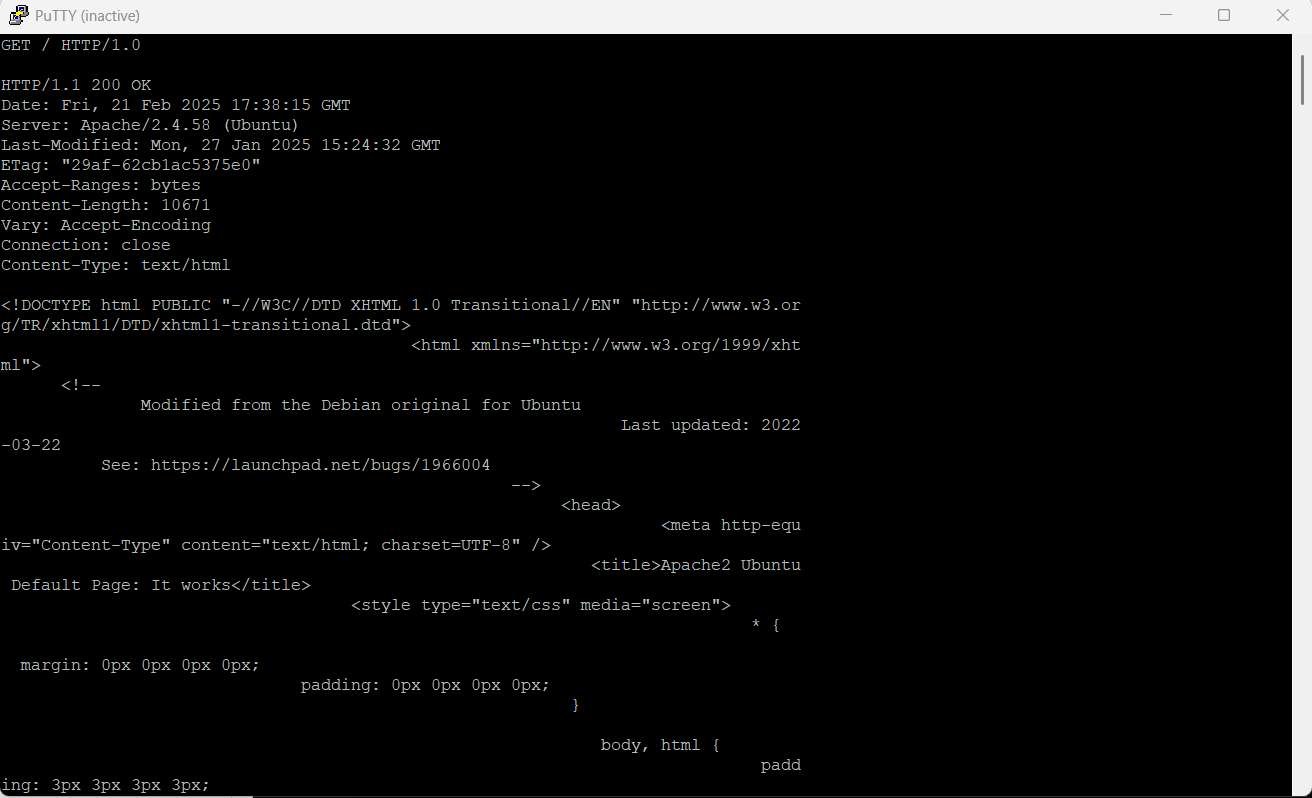 PuTTY (inactive)
GET / HTTP/1.0
HTTP/1.1 200 OK
Date: Fri, 21 Feb 2025 17:38:15 GMT
Server: Apache/2.4.58 (Ubuntu)
Last-Modified: Mon, 27 Jan 2025 15:24:32 GMT
ETag: "29af-62cb1ac5375e0"
Accept-Ranges: bytes
Content-Length: 10671
Vary: Accept-Encoding
Connection: close
Content-Type: text/html
<!DOCTYPE html PUBLIC "-//W3C//DTD XHTML 1.0 Transitional//EN" "http://www.w3.or
g/TR/xhtml1/DTD/xhtml1-transitional.dtd">
<html xmlns="http://www.w3.org/1999/xht
ml">
<!--
Modified from the Debian original for Ubuntu
Last updated: 2022
-03-22
See: https://launchpad.net/bugs/1966004
-->
<head>
<meta http-equ
iv="Content-Type" content="text/html; charset=UTF-8" />
<title>Apache2 Ubuntu
Default Page: It works</title>
<style type="text/css" media="screen">
* {
margin: 0px 0px 0px 0px;
padding: 0px 0px 0px 0px;
}
body, html {
padd
ing: 3px 3px 3px 3px;